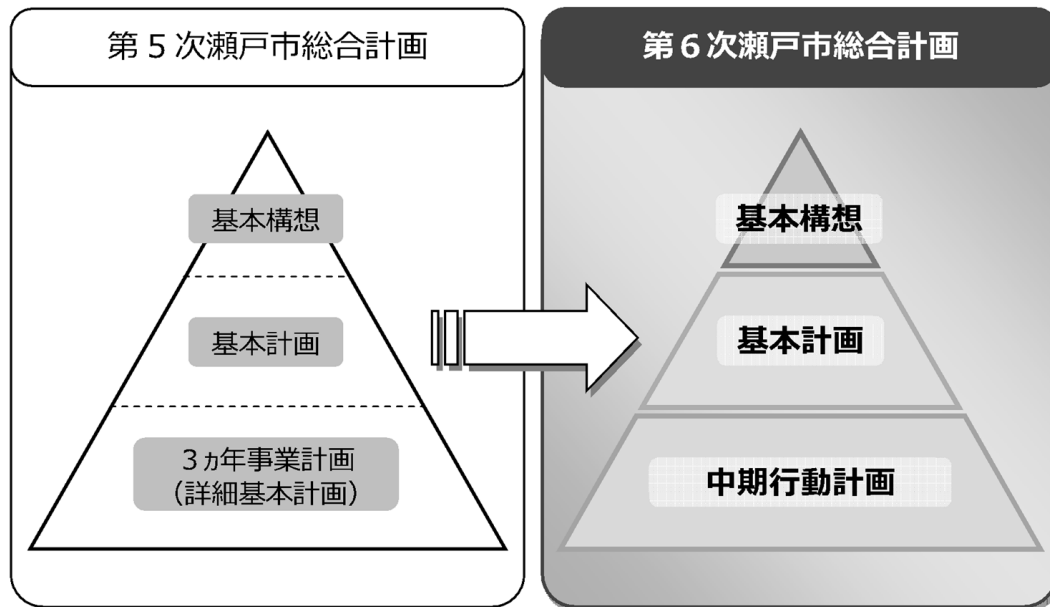 第５次瀬戸市総合計画
基本構想
基本計画
３ヵ年事業計画
（詳細基本計画）
第６次瀬戸市総合計画
基本構想
基本計画
中期行動計画